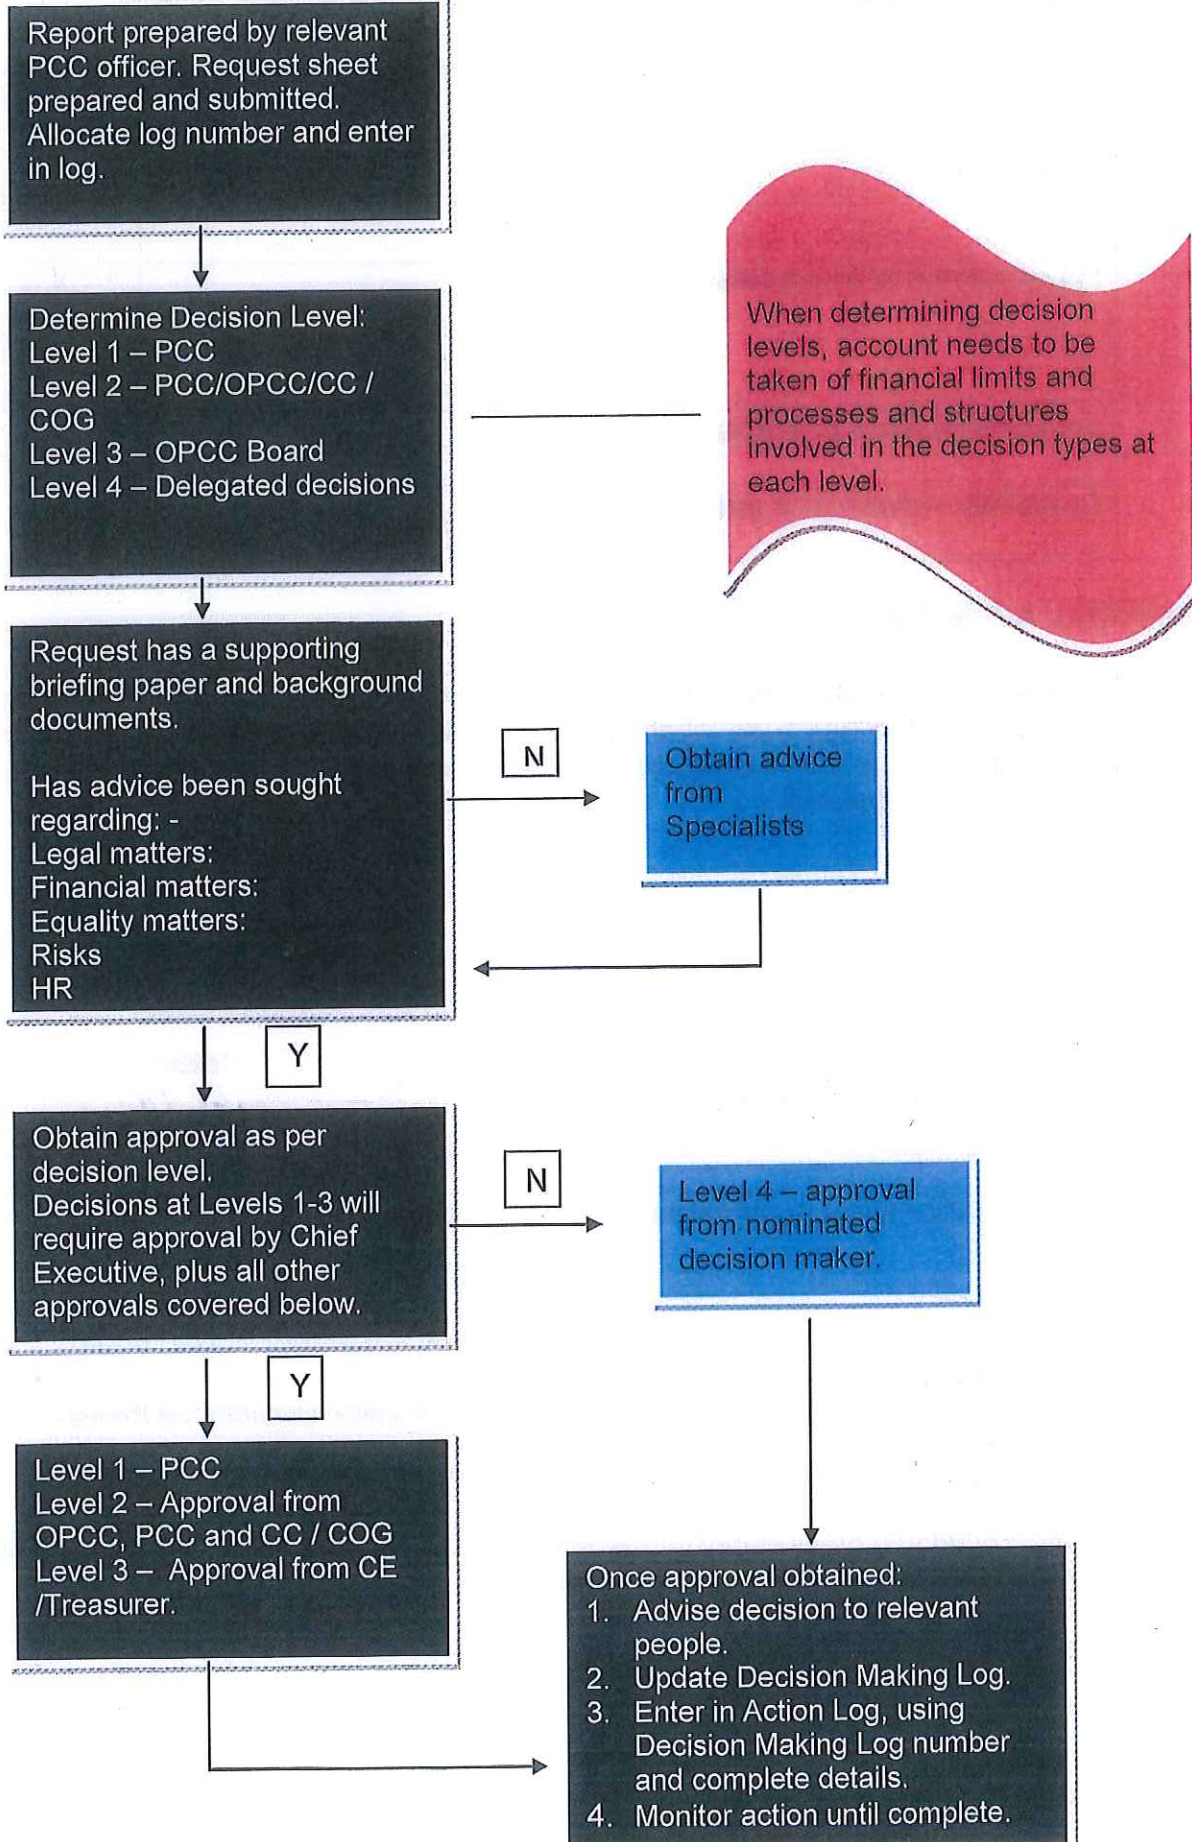 Report prepared by relevant
PCC officer. Request sheet
prepared and submitted.
Allocate log number and enter
in log.
Determine Decision Level:
Level 1 – PCC
Level 2 – PCC/OPCC/CC /
COG
Level 3 – OPCC Board
Level 4 – Delegated decisions
When determining decision
levels, account needs to be
taken of financial limits and
processes and structures
involved in the decision types at
each level.
Request has a supporting
briefing paper and background
documents.
Has advice been sought
regarding: -
Legal matters:
Financial matters:
Equality matters:
Risks
HR
N
Obtain advice
from
Specialists
Y
Obtain approval as per
decision level.
Decisions at Levels 1-3 will
require approval by Chief
Executive, plus all other
approvals covered below.
N
Level 4 – approval
from nominated
decision maker.
Y
Level 1 – PCC
Level 2 – Approval from
OPCC, PCC and CC / COG
Level 3 – Approval from CE
/Treasurer.
Once approval obtained:
1. Advise decision to relevant
people.
2. Update Decision Making Log.
3. Enter in Action Log, using
Decision Making Log number
and complete details.
4. Monitor action until complete.